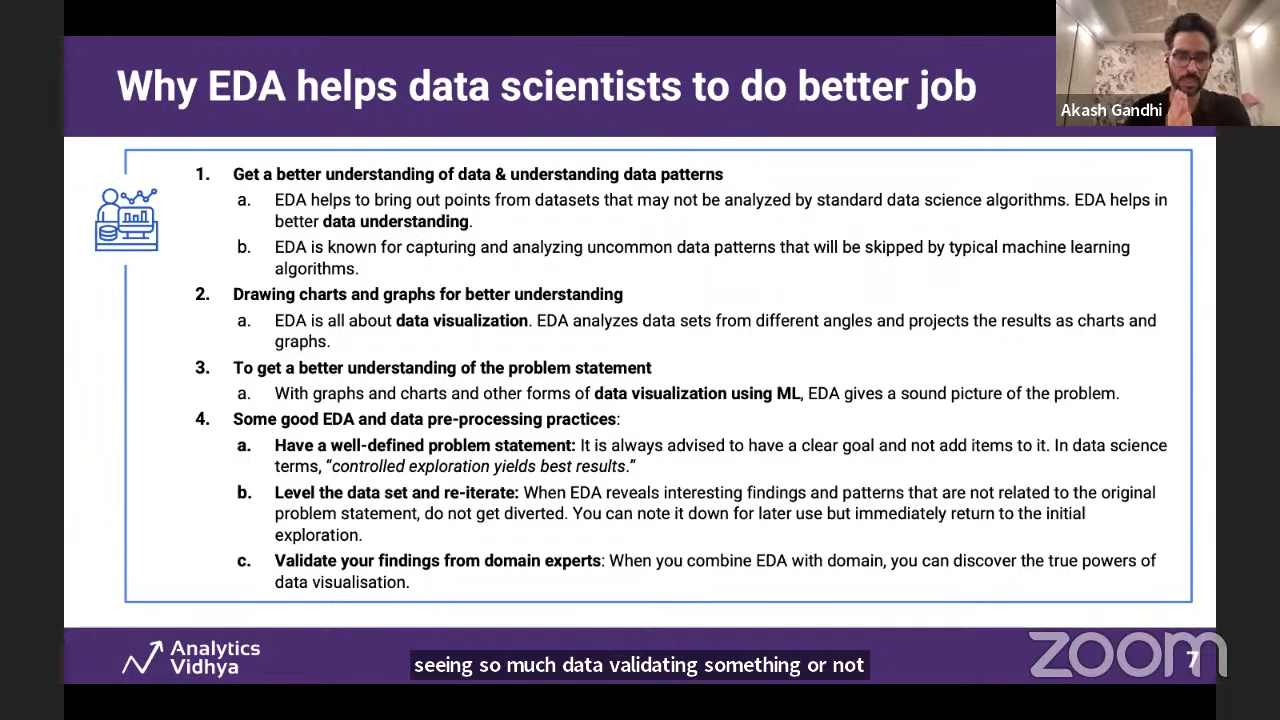 Why EDA helps data scientists to do better job
Akash Gandhi
1. Get a better understanding of data & understanding data patterns
a. EDA helps to bring out points from datasets that may not be analyzed by standard data science algorithms. EDA helps in
better data understanding.
b. EDA is known for capturing and analyzing uncommon data patterns that will be skipped by typical machine learning
algorithms.
2. Drawing charts and graphs for better understanding
a. EDA is all about data visualization. EDA analyzes data sets from different angles and projects the results as charts and
graphs.
3. To get a better understanding of the problem statement
a. With graphs and charts and other forms of data visualization using ML, EDA gives a sound picture of the problem.
4. Some good EDA and data pre-processing practices:
a. Have a well-defined problem statement: It is always advised to have a clear goal and not add items to it. In data science
terms, “controlled exploration yields best results.”
b. Level the data set and re-iterate: When EDA reveals interesting findings and patterns that are not related to the original
problem statement, do not get diverted. You can note it down for later use but immediately return to the initial
exploration.
c. Validate your findings from domain experts: When you combine EDA with domain, you can discover the true powers of
data visualisation.
Analytics
Vidhya
seeing so much data validating something or not
zoom
7